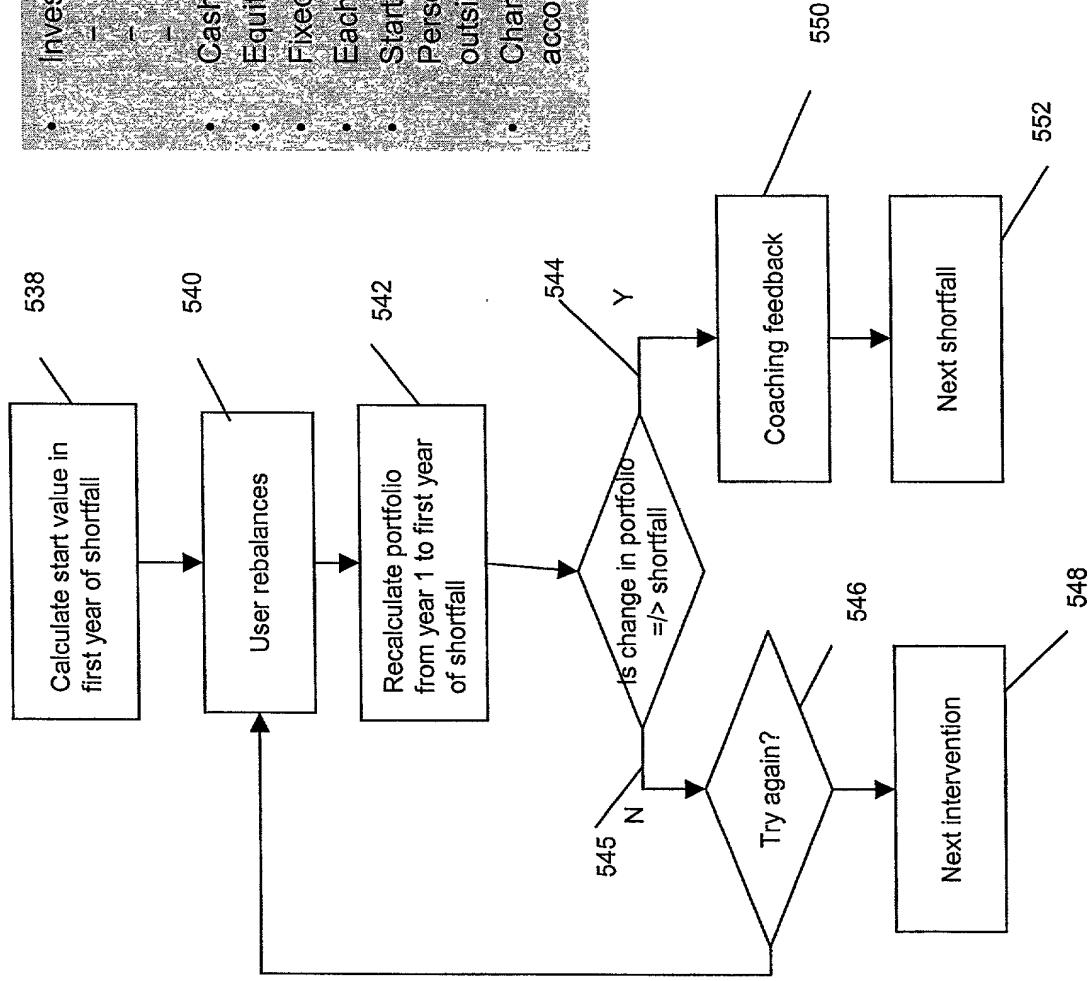 Calculate start value in
first year of shortfall
538
User rebalances
540
Recalculate portfolio
from year 1 to first year
of shortfall
542
Is change in portfolio
=/> shortfall
544
Y
545
N
Try again?
546
Next intervention
548
Coaching feedback
550
Next shortfall
552
• Inves
–
–
–
• Cash
• Equi
• Fixed
• Each
• Start
Pers
outsi
• Char
acco